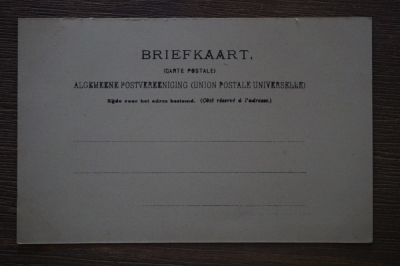 BRIEFKAART.
(CARTE POSTALE)
ALGEMEENE POSTVEREENIGING (UNION POSTALE UNIVERSELLE)
Zijde voor het adres bestemd. (Côté réservé à l'adresse.)